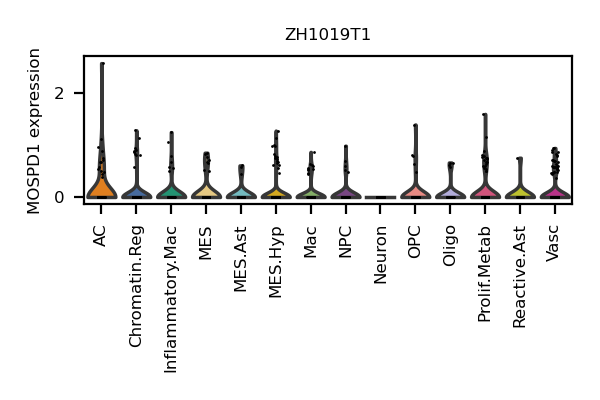 ZH1019T1
MOSPD1 expression
2
0
AC
Chromatin.Reg
Inflammatory.Mac
MES
MES.Ast
MES.Hyp
Mac
NPC
Neuron
OPC
Oligo
Prolif.Metab
Reactive.Ast
Vasc